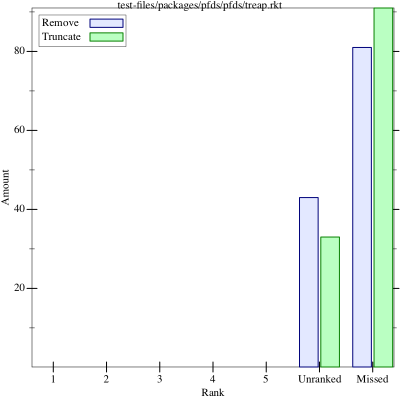 test-files/packages/pfds/pfds/treap.rkt
Remove
Truncate
80
60
40
20
Amount
1 2 3 4 5 Unranked Missed
Rank